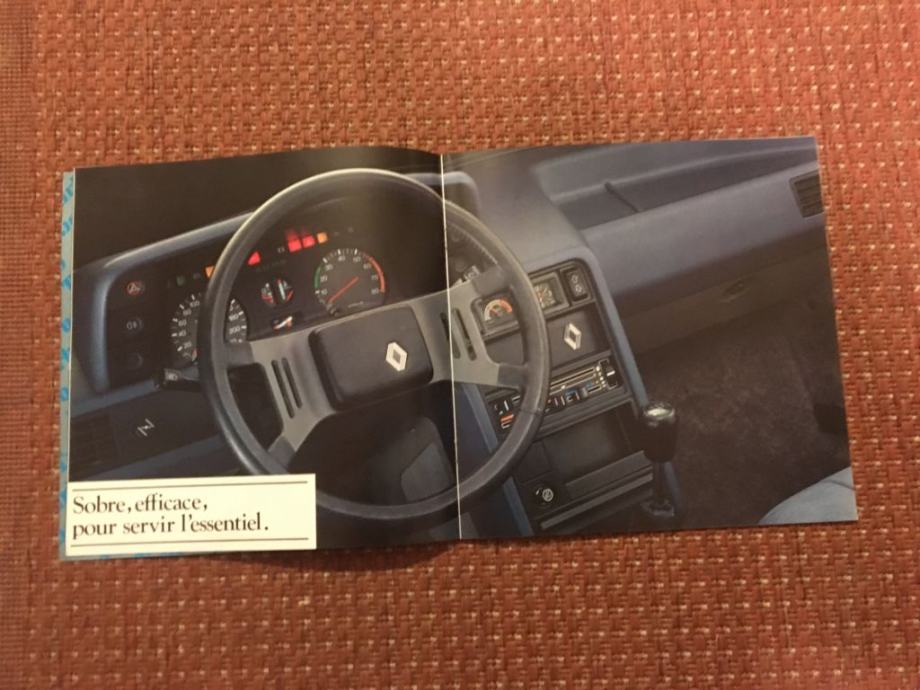 Sobre, efficace,
pour servir l'essentiel.